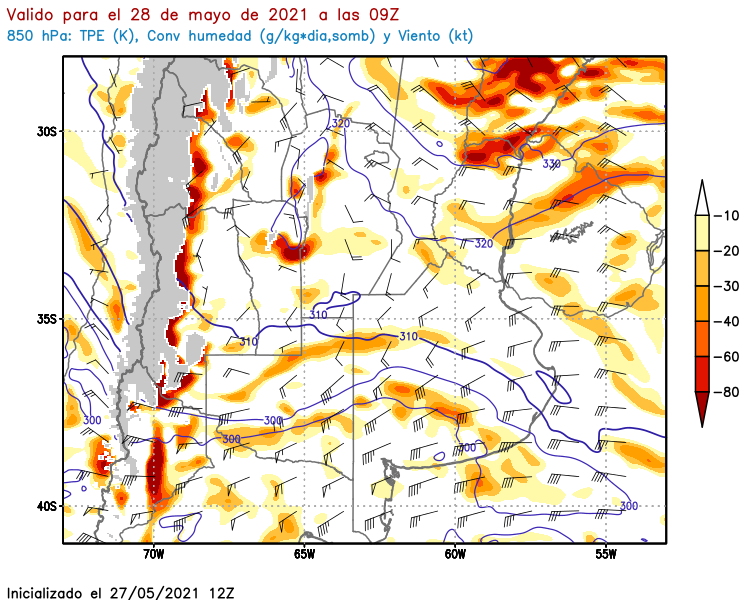 Valido para el 28 de mayo de 2021 a las 09Z
850 hPa: TPE (K), Conv humedad (g/kg*dia,somb) y Viento (kt)
320
30S
330
-10
320
-20
310
35S
-30
310
310
-40
-60
-80
300
300
300
300
300
40S
70W 65W 60W 55W
Inicializado el 27/05/2021 12Z